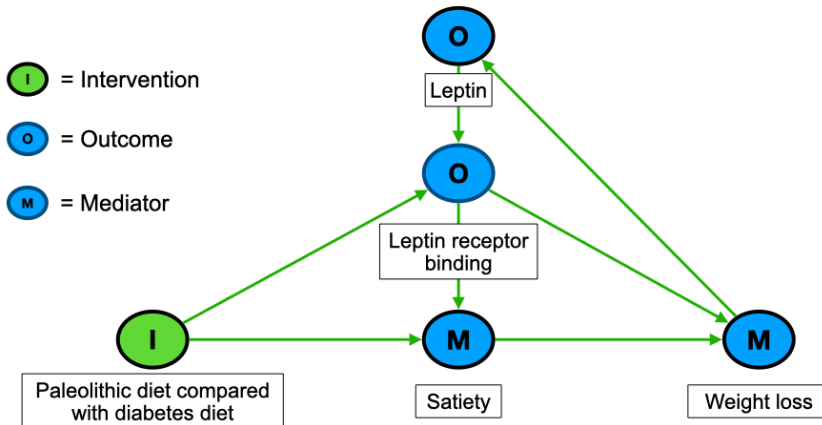 O
Leptin
I = Intervention
O = Outcome
M = Mediator
O
Leptin receptor
binding
I
M
M
Paleolithic diet compared
with diabetes diet
Satiety
Weight loss